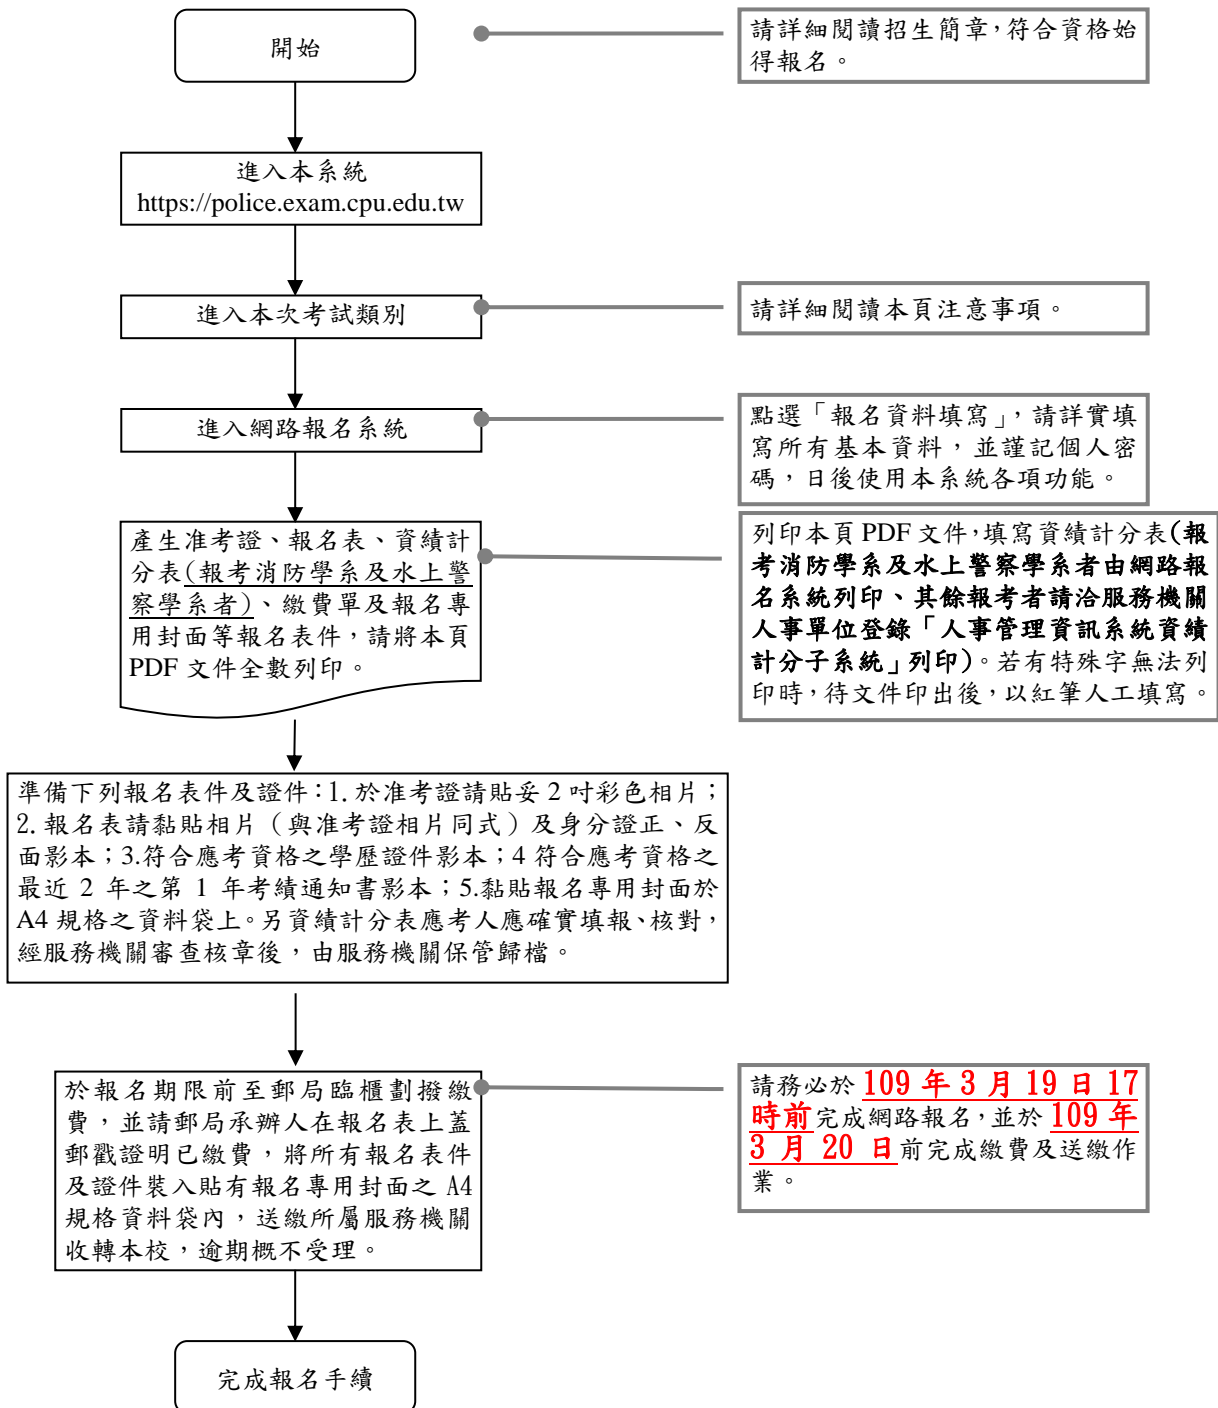 開始
請詳細閱讀招生簡章，符合資格始
得報名。
進入本系統
https://police.exam.cpu.edu.tw
進入本次考試類別
請詳細閱讀本頁注意事項。
進入網路報名系統
點選「報名資料填寫」，請詳實填
寫所有基本資料，並謹記個人密
碼，日後使用本系統各項功能。
產生准考證、報名表、資績計
分表(報考消防學系及水上警
察學系者)、繳費單及報名專
用封面等報名表件，請將本頁
PDF 文件全數列印。
列印本頁 PDF 文件，填寫資績計分表(報
考消防學系及水上警察學系者由網路報
名系統列印、其餘報考者請洽服務機關
人事單位登錄「人事管理資訊系統資績
計分子系統」列印)。若有特殊字無法列
印時，待文件印出後，以紅筆人工填寫。
準備下列報名表件及證件：1. 於准考證請貼妥 2 吋彩色相片；
2. 報名表請黏貼相片（與准考證相片同式）及身分證正、反
面影本；3.符合應考資格之學歷證件影本；4 符合應考資格之
最近 2 年之第 1 年考績通知書影本；5.黏貼報名專用封面於
A4 規格之資料袋上。另資績計分表應考人應確實填報、核對，
經服務機關審查核章後，由服務機關保管歸檔。
於報名期限前至郵局臨櫃劃撥繳
費，並請郵局承辦人在報名表上蓋
郵戳證明已繳費，將所有報名表件
及證件裝入貼有報名專用封面之 A4
規格資料袋內，送繳所屬服務機關
收轉本校，逾期概不受理。
請務必於 109 年 3 月 19 日 17
時前完成網路報名，並於 109 年
3 月 20 日前完成繳費及送繳作
業。
完成報名手續